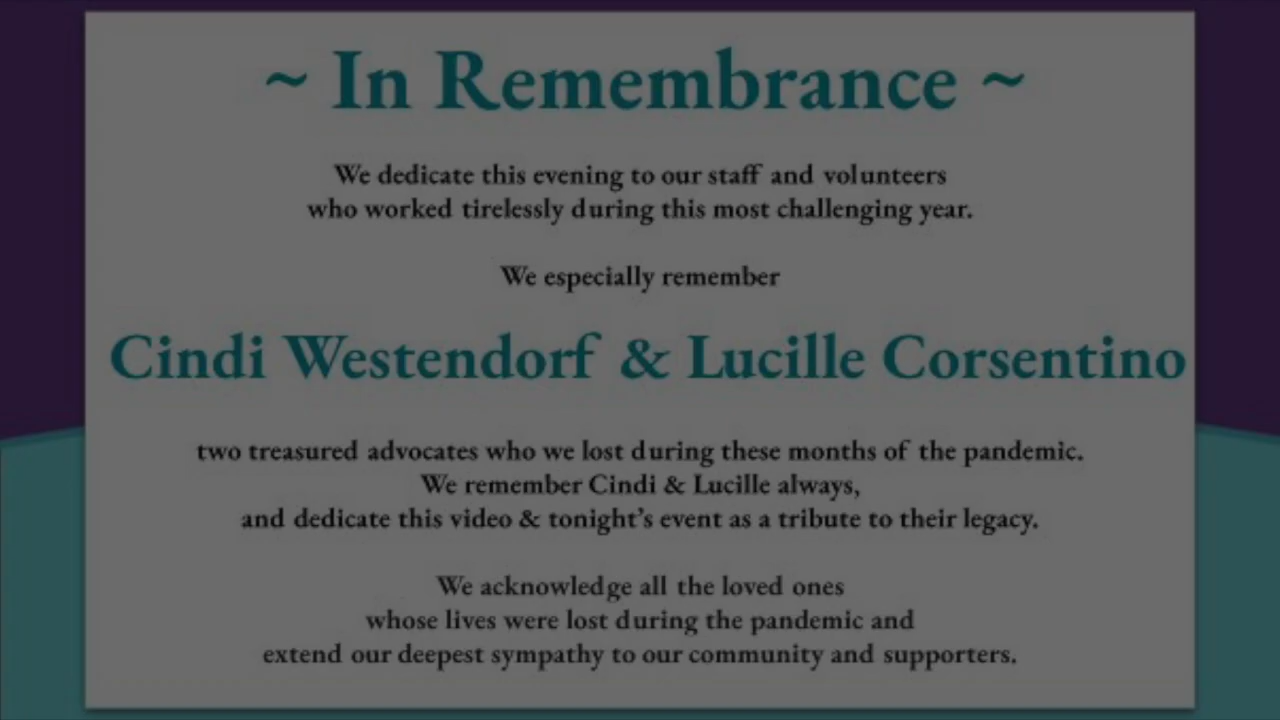 ~ In Remembrance ~
We dedicate this evening to our staff and volunteers
who worked tirelessly during this most challenging year.
We especially remember
Cindi Westendorf & Lucille Corsentino
two treasured advocates who we lost during these months of the pandemic.
We remember Cindi & Lucille always,
and dedicate this video & tonight’s event as a tribute to their legacy.
We acknowledge all the loved ones
whose lives were lost during the pandemic and
extend our deepest sympathy to our community and supporters.